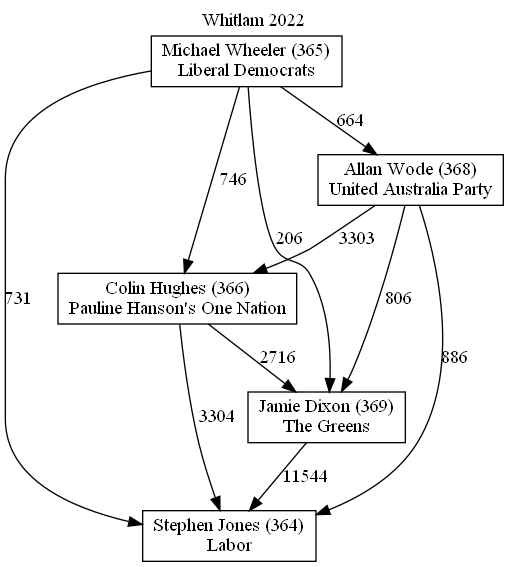 Whitlam 2022
Michael Wheeler (365)
Liberal Democrats
664
Allan Wode (368)
United Australia Party
746
206
3303
Colin Hughes (366)
Pauline Hanson's One Nation
731
806
2716
886
Jamie Dixon (369)
The Greens
3304
11544
Stephen Jones (364)
Labor